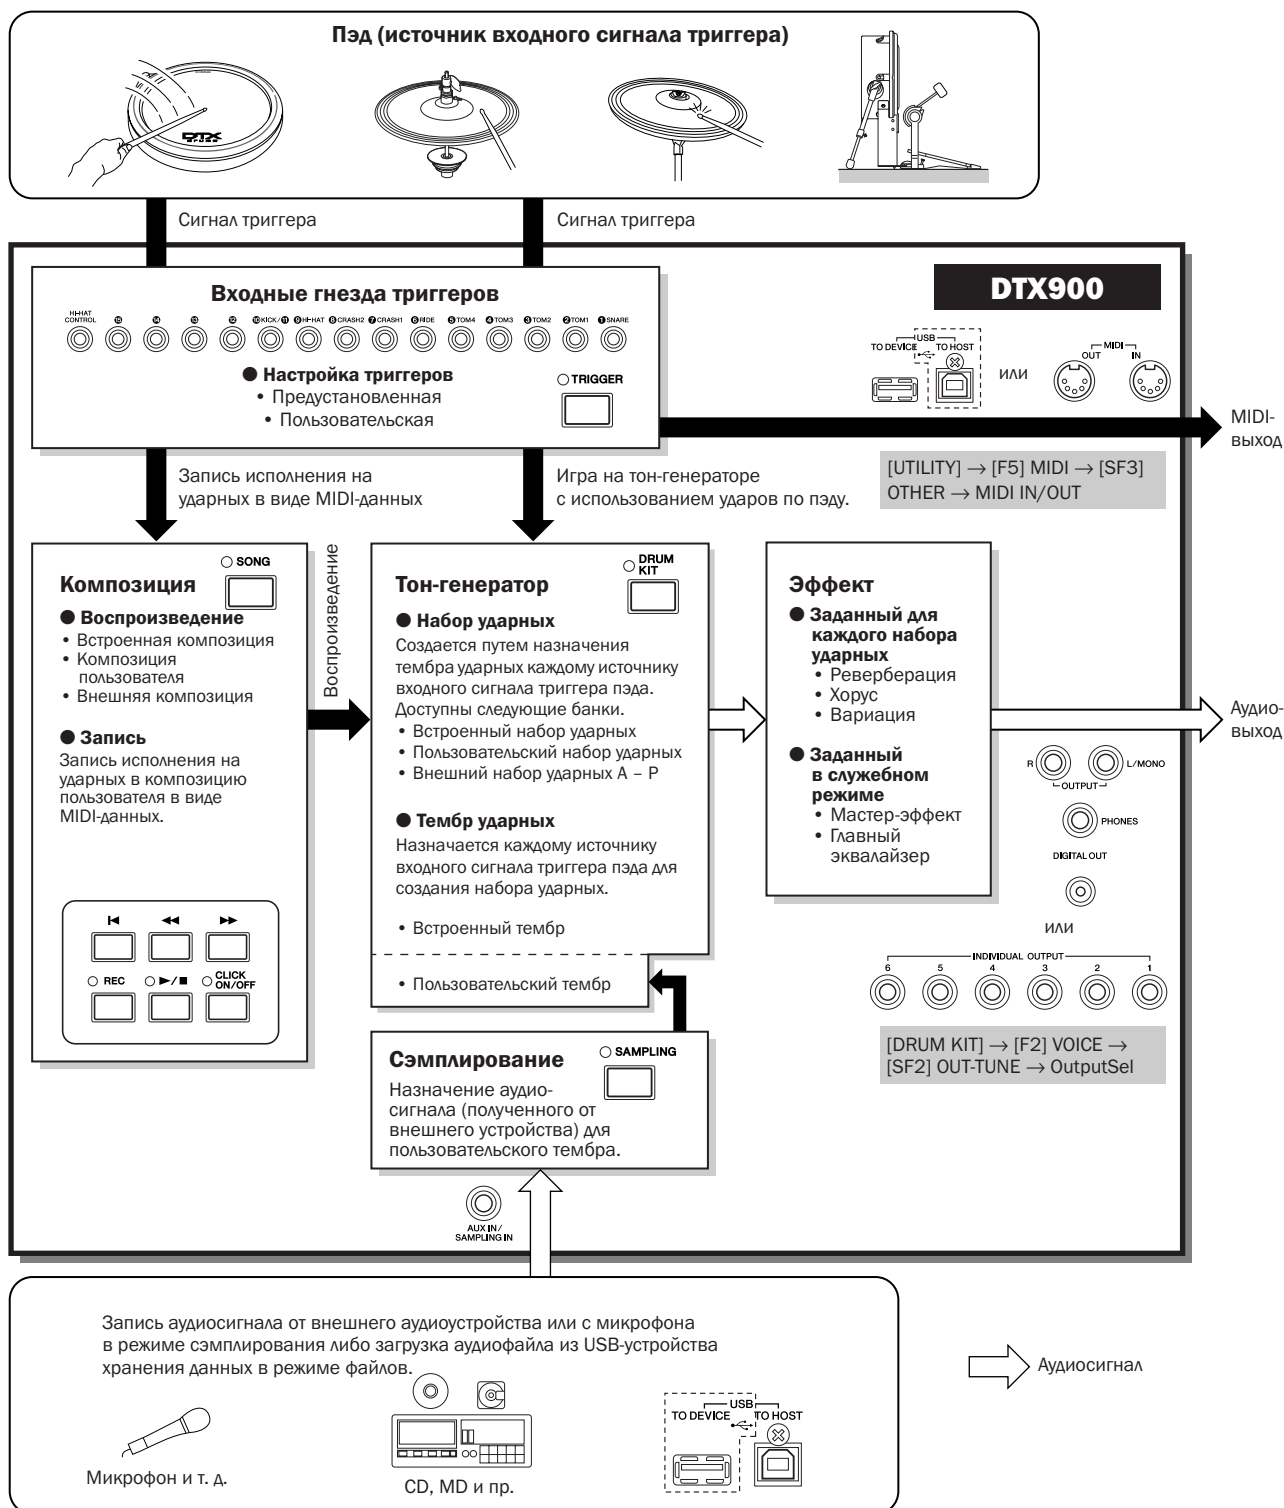 Пэд (источник входного сигнала триггера)
DTX
Сигнал триггера
Сигнал триггера
Входные гнезда триггеров
DTX900
HI-HAT CONTROL
⓯
⓮
⓭
⓬
❿KICK/⓫
❾HI-HAT
❽CRASH2
❼CRASH1
❻RIDE
❺TOM4
❹TOM3
❸TOM2
❷TOM1
❶SNARE
● Настройка триггеров
• Предустановленная
• Пользовательская
TRIGGER
USB
TO DEVICE
TO HOST
или
MIDI
OUT
IN
MIDI-
выход
[UTILITY] → [F5] MIDI → [SF3]
OTHER → MIDI IN/OUT
Запись исполнения на
ударных в виде MIDI-данных
Игра на тон-генераторе
с использованием ударов по пэду.
SONG
Композиция
● Воспроизведение
• Встроенная композиция
• Композиция
пользователя
• Внешняя композиция
● Запись
Запись исполнения на
ударных в композицию
пользователя в виде
MIDI-данных.
REC
►/■
CLICK
ON/OFF
Воспроизведение
DRUM
KIT
Тон-генератор
● Набор ударных
Создается путем назначения
тембра ударных каждому источнику
входного сигнала триггера пэда.
Доступны следующие банки.
• Встроенный набор ударных
• Пользовательский набор ударных
• Внешний набор ударных A – P
● Тембр ударных
Назначается каждому источнику
входного сигнала триггера пэда для
создания набора ударных.
• Встроенный тембр
• Пользовательский тембр
Эффект
● Заданный для
каждого набора
ударных
• Реверберация
• Хорус
• Вариация
● Заданный
в служебном
режиме
• Мастер-эффект
• Главный
эквалайзер
Аудио-
выход
R
L/MONO
OUTPUT
PHONES
DIGITAL OUT
или
INDIVIDUAL OUTPUT
6 5 4 3 2 1
[DRUM KIT] → [F2] VOICE →
[SF2] OUT-TUNE → OutputSel
Сэмплирование
SAMPLING
Назначение аудио-
сигнала (полученного от
внешнего устройства) для
пользовательского тембра.
AUX IN/
SAMPLING IN
Запись аудиосигнала от внешнего аудиоустройства или с микрофона
в режиме сэмплирования либо загрузка аудиофайла из USB-устройства
хранения данных в режиме файлов.
Аудиосигнал
Микрофон и т. д.
CD, MD и пр.
USB
TO DEVICE
TO HOST